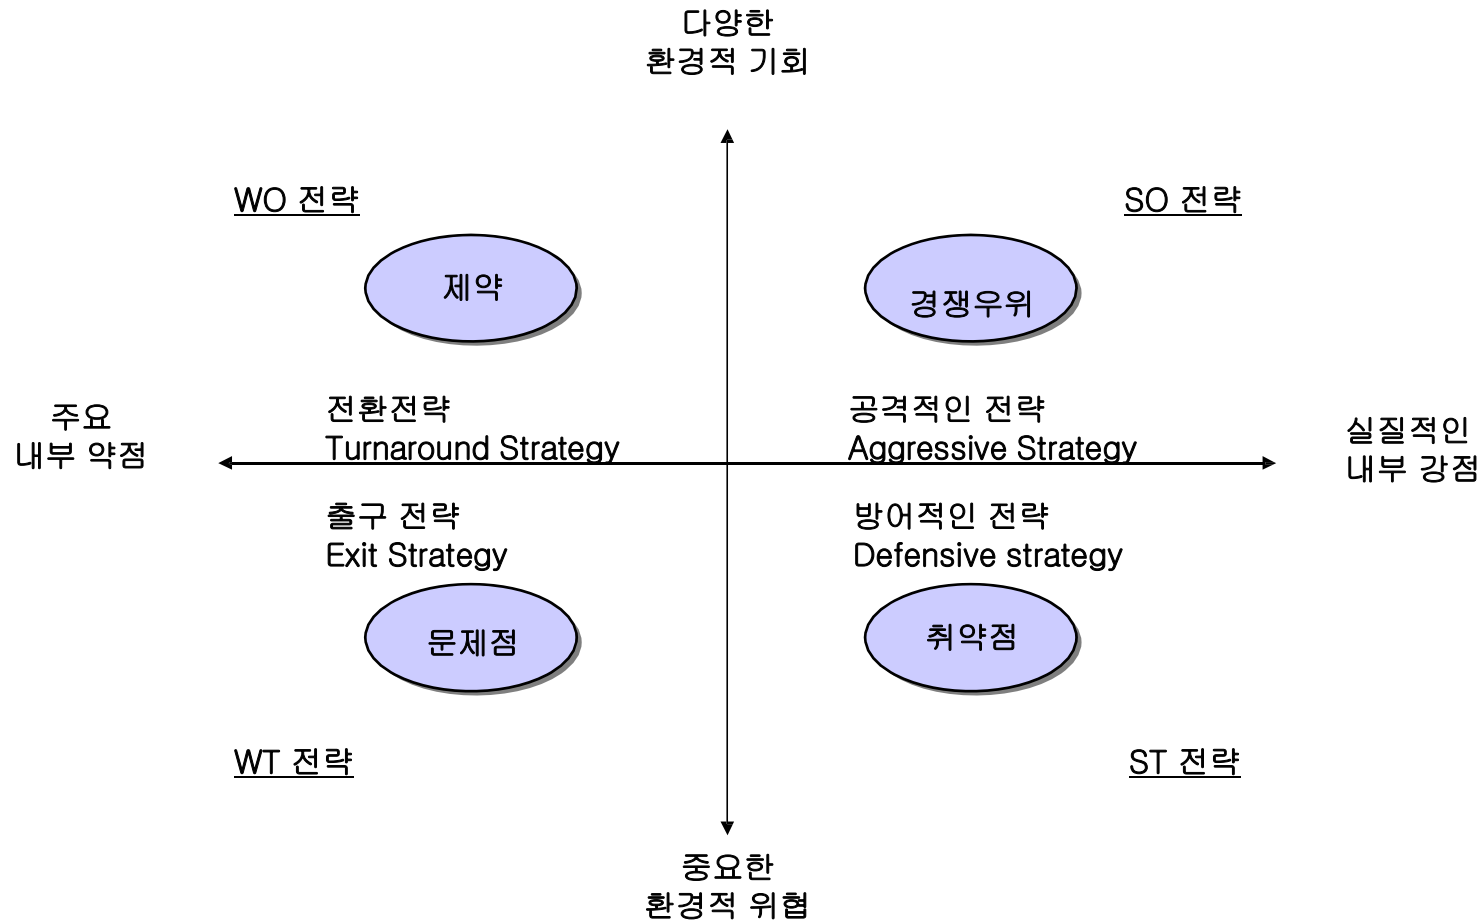 다양한
환경적 기회
WO 전략
SO 전략
제약
경쟁우위
전환전략
Turnaround Strategy
공격적인 전략
Aggressive Strategy
주요
내부 약점
실질적인
내부 강점
출구 전략
Exit Strategy
방어적인 전략
Defensive strategy
문제점
취약점
WT 전략
ST 전략
중요한
환경적 위협